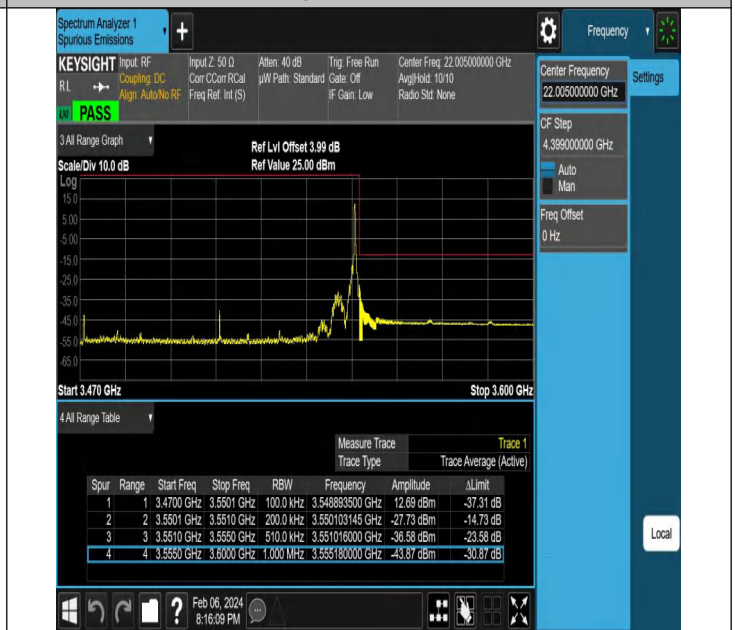 Spectrum Analyzer 1
Spurious Emissions
+
Frequency
KEYSIGHT Input: RF Input Z: 50 Ω Atten: 40 dB Trig: Free Run Center Freq: 22.005000000 GHz
RL Coupling: DC Corr CCorr RCal µW Path: Standard Gate: Off Avg|Hold: 10/10
Align: Auto/No RF Freq Ref: Int (S) IF Gain: Low Radio Std: None
PASS
Center Frequency
22.005000000 GHz
Settings
CF Step
4.399000000 GHz
Auto
Man
Freq Offset
0 Hz
3 All Range Graph
Ref Lvl Offset 3.99 dB
Scale/Div 10.0 dB Ref Value 25.00 dBm
Log
15.0
5.00
-5.00
-15.0
-25.0
-35.0
-45.0
-55.0
-65.0
Start 3.470 GHz Stop 3.600 GHz
4 All Range Table
Measure Trace Trace 1
Trace Type Trace Average (Active)
Spur Range Start Freq Stop Freq RBW Frequency Amplitude ΔLimit
1 1 3.4700 GHz 3.5501 GHz 100.0 kHz 3.548893500 GHz 12.69 dBm -37.31 dB
2 2 3.5501 GHz 3.5510 GHz 200.0 kHz 3.550103145 GHz -27.73 dBm -14.73 dB
3 3 3.5510 GHz 3.5550 GHz 510.0 kHz 3.551016000 GHz -36.58 dBm -23.58 dB
4 4 3.5550 GHz 3.6000 GHz 1.000 MHz 3.555180000 GHz -43.87 dBm -30.87 dB
Local
? Feb 06, 2024
8:16:09 PM